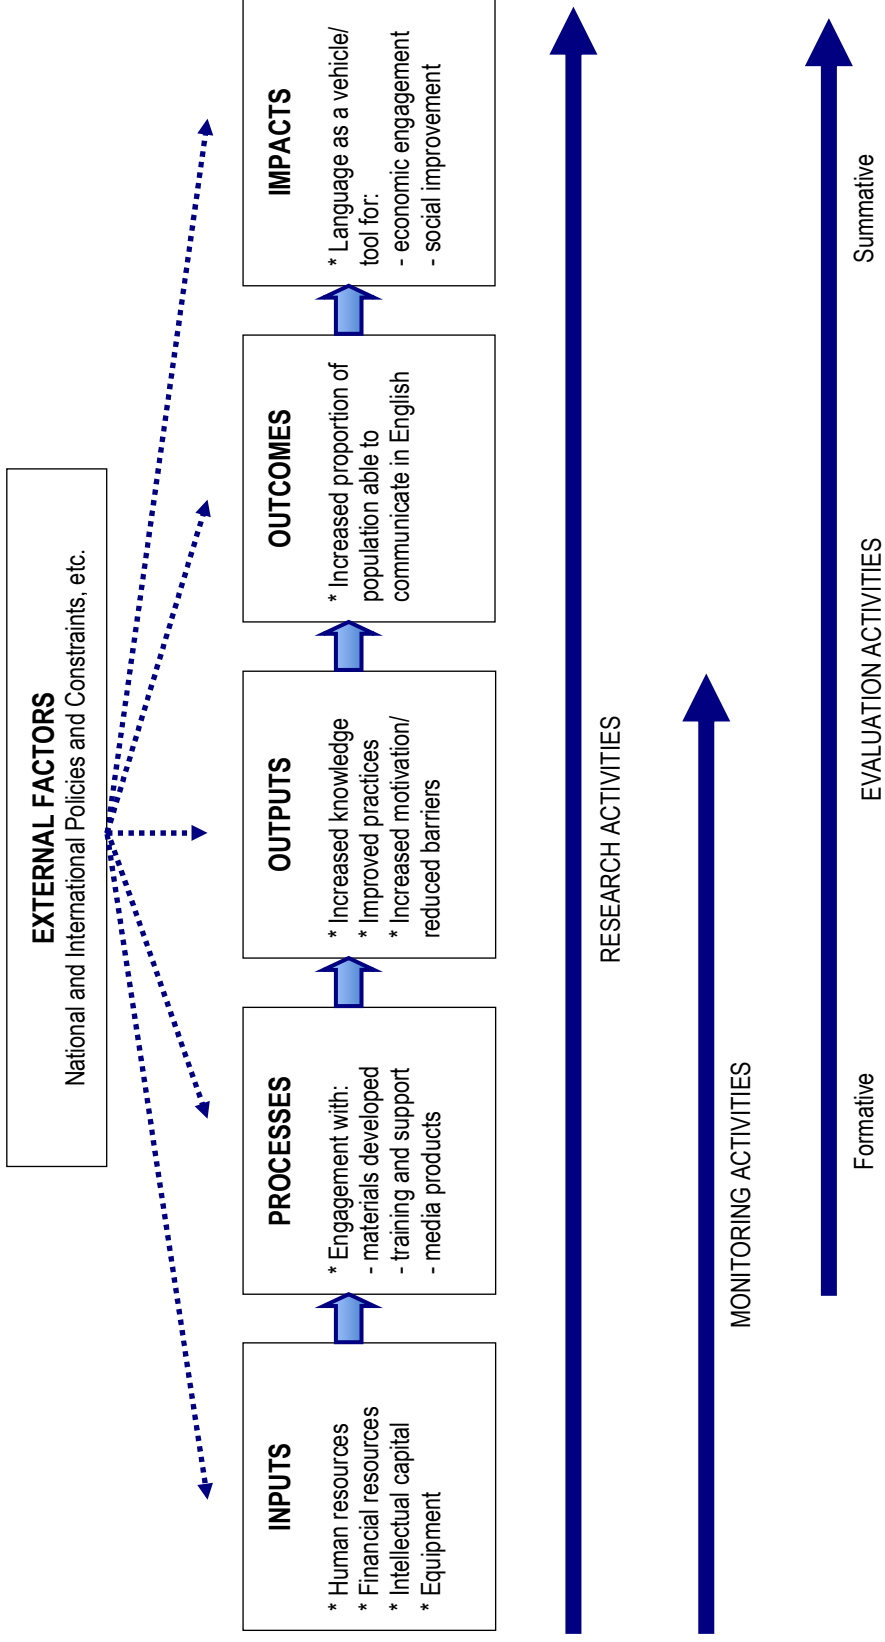 EXTERNAL FACTORS
National and International Policies and Constraints, etc.
INPUTS
* Human resources
* Financial resources
* Intellectual capital
* Equipment
PROCESSES
* Engagement with:
- materials developed
- training and support
- media products
OUTPUTS
* Increased knowledge
* Improved practices
* Increased motivation/
reduced barriers
OUTCOMES
* Increased proportion of
population able to
communicate in English
IMPACTS
* Language as a vehicle/
tool for:
- economic engagement
- social improvement
RESEARCH ACTIVITIES
MONITORING ACTIVITIES
EVALUATION ACTIVITIES
Formative
Summative